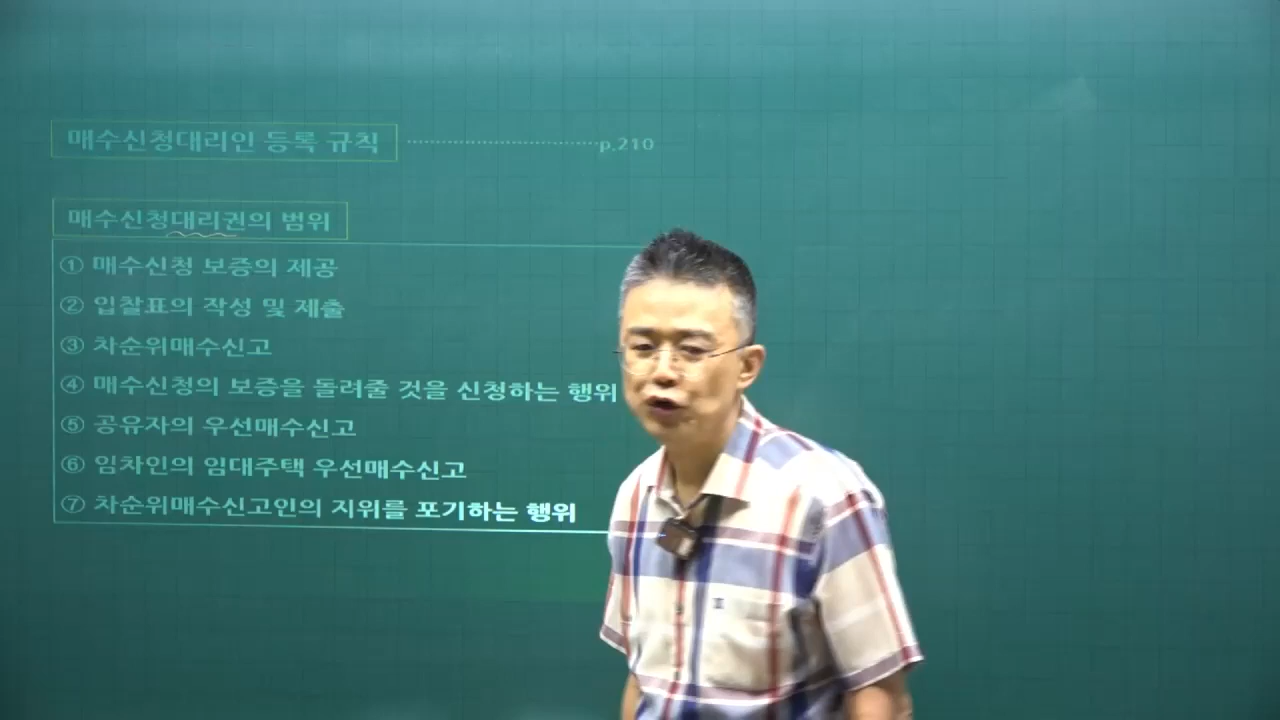 매수신청대리인 등록 규칙 ································p.210
매수신청대리권의 범위
① 매수신청 보증의 제공
② 입찰표의 작성 및 제출
③ 차순위매수신고
④ 매수신청의 보증을 돌려줄 것을 신청하는 행위
⑤ 공유자의 우선매수신고
⑥ 임차인의 임대주택 우선매수신고
⑦ 차순위매수신고인의 지위를 포기하는 행위